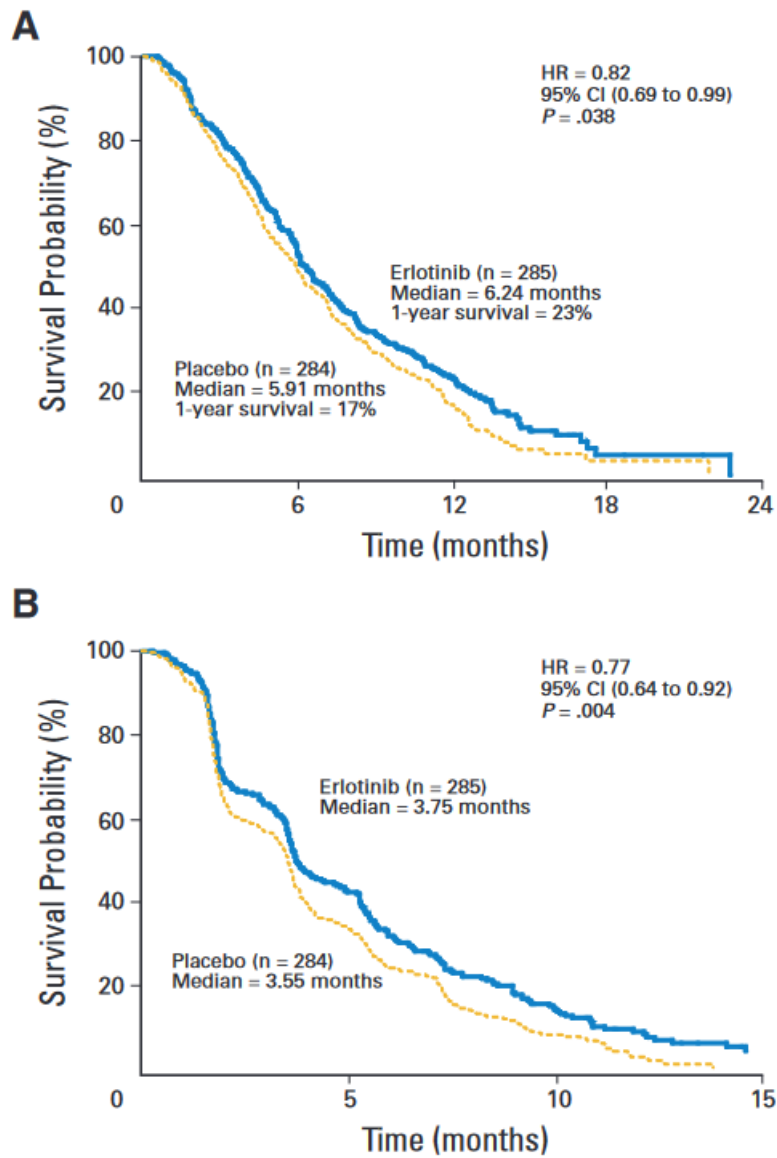 A
100
80
60
40
20
0
Survival Probability (%)
HR = 0.82
95% CI (0.69 to 0.99)
P = .038
Erlotinib (n = 285)
Median = 6.24 months
1-year survival = 23%
Placebo (n = 284)
Median = 5.91 months
1-year survival = 17%
6
12
18
24
Time (months)
B
100
80
60
40
20
0
Survival Probability (%)
HR = 0.77
95% CI (0.64 to 0.92)
P = .004
Erlotinib (n = 285)
Median = 3.75 months
Placebo (n = 284)
Median = 3.55 months
5
10
15
Time (months)